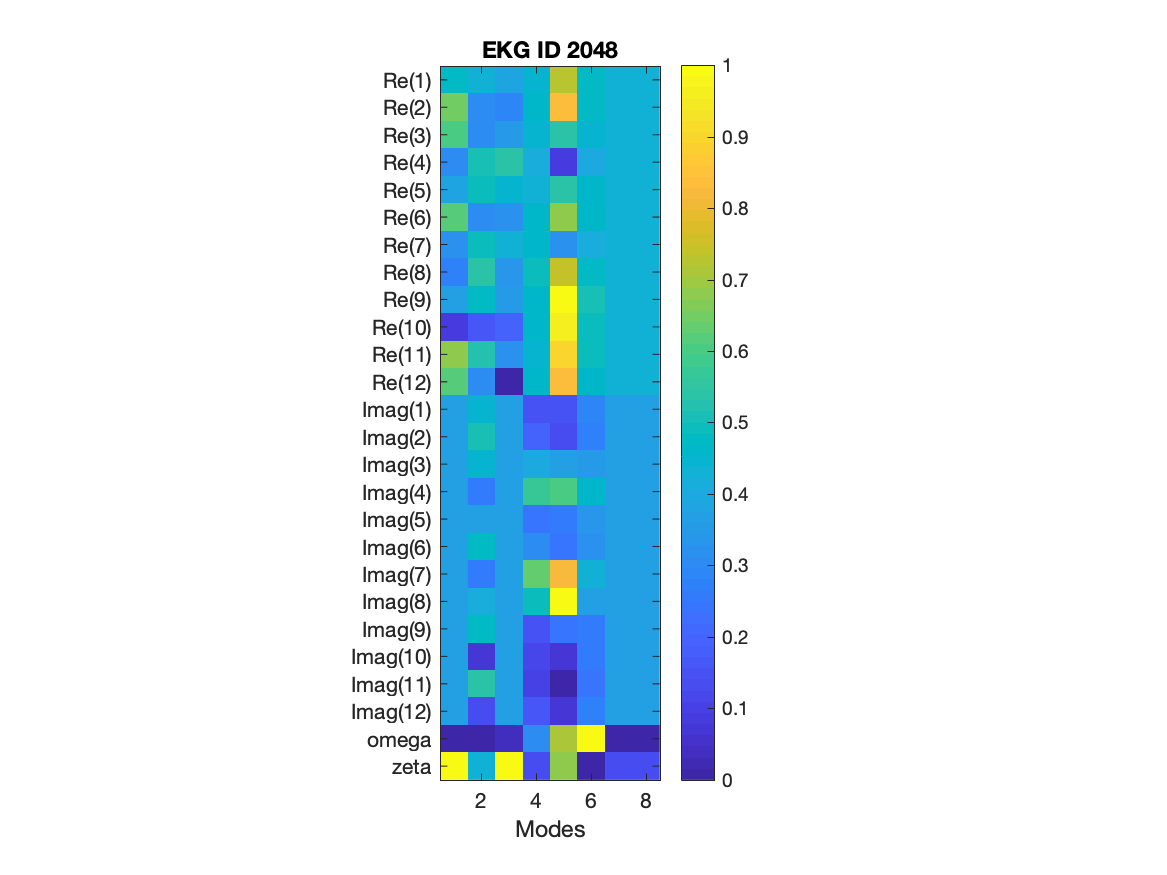 EKG ID 2048
Re(1)
Re(2)
Re(3)
Re(4)
Re(5)
Re(6)
Re(7)
Re(8)
Re(9)
Re(10)
Re(11)
Re(12)
Imag(1)
Imag(2)
Imag(3)
Imag(4)
Imag(5)
Imag(6)
Imag(7)
Imag(8)
Imag(9)
Imag(10)
Imag(11)
Imag(12)
omega
zeta
2 4 6 8
Modes
1
0.9
0.8
0.7
0.6
0.5
0.4
0.3
0.2
0.1
0